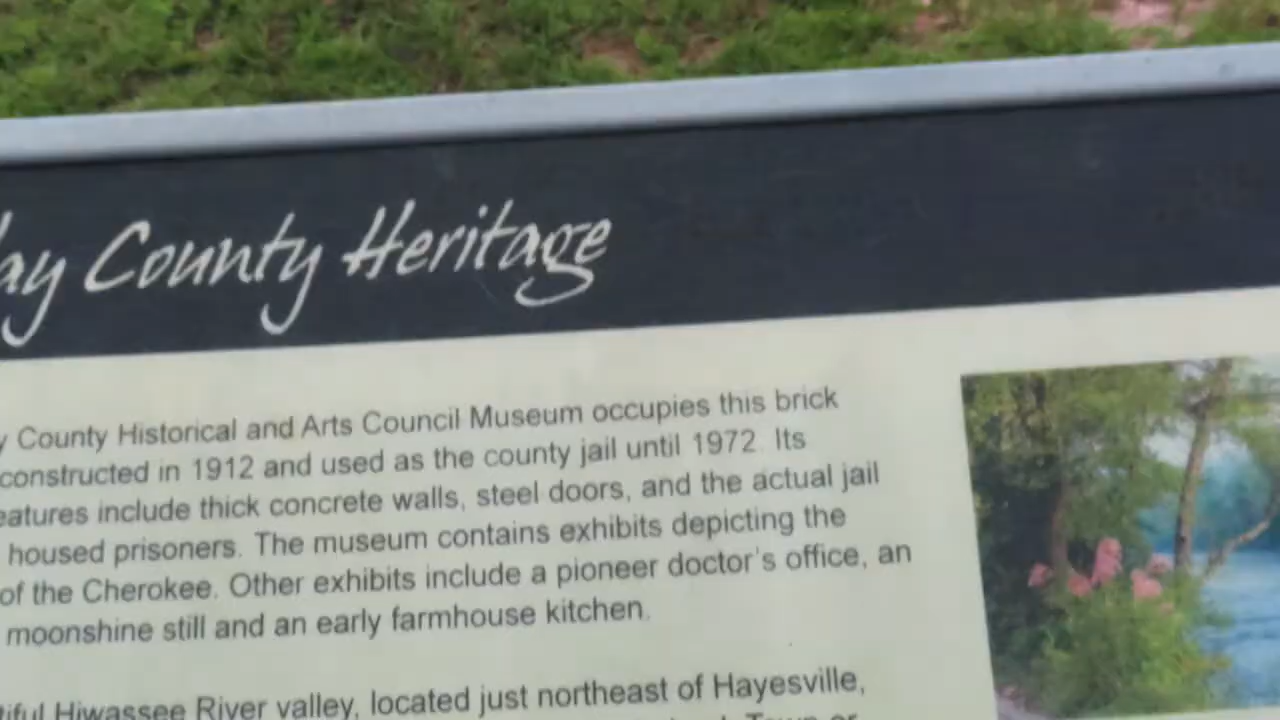 ay County Heritage
y County Historical and Arts Council Museum occupies this brick
constructed in 1912 and used as the county jail until 1972. Its
eatures include thick concrete walls, steel doors, and the actual jail
housed prisoners. The museum contains exhibits depicting the
of the Cherokee. Other exhibits include a pioneer doctor's office, an
moonshine still and an early farmhouse kitchen.
tiful Hiwassee River valley, located just northeast of Hayesville,